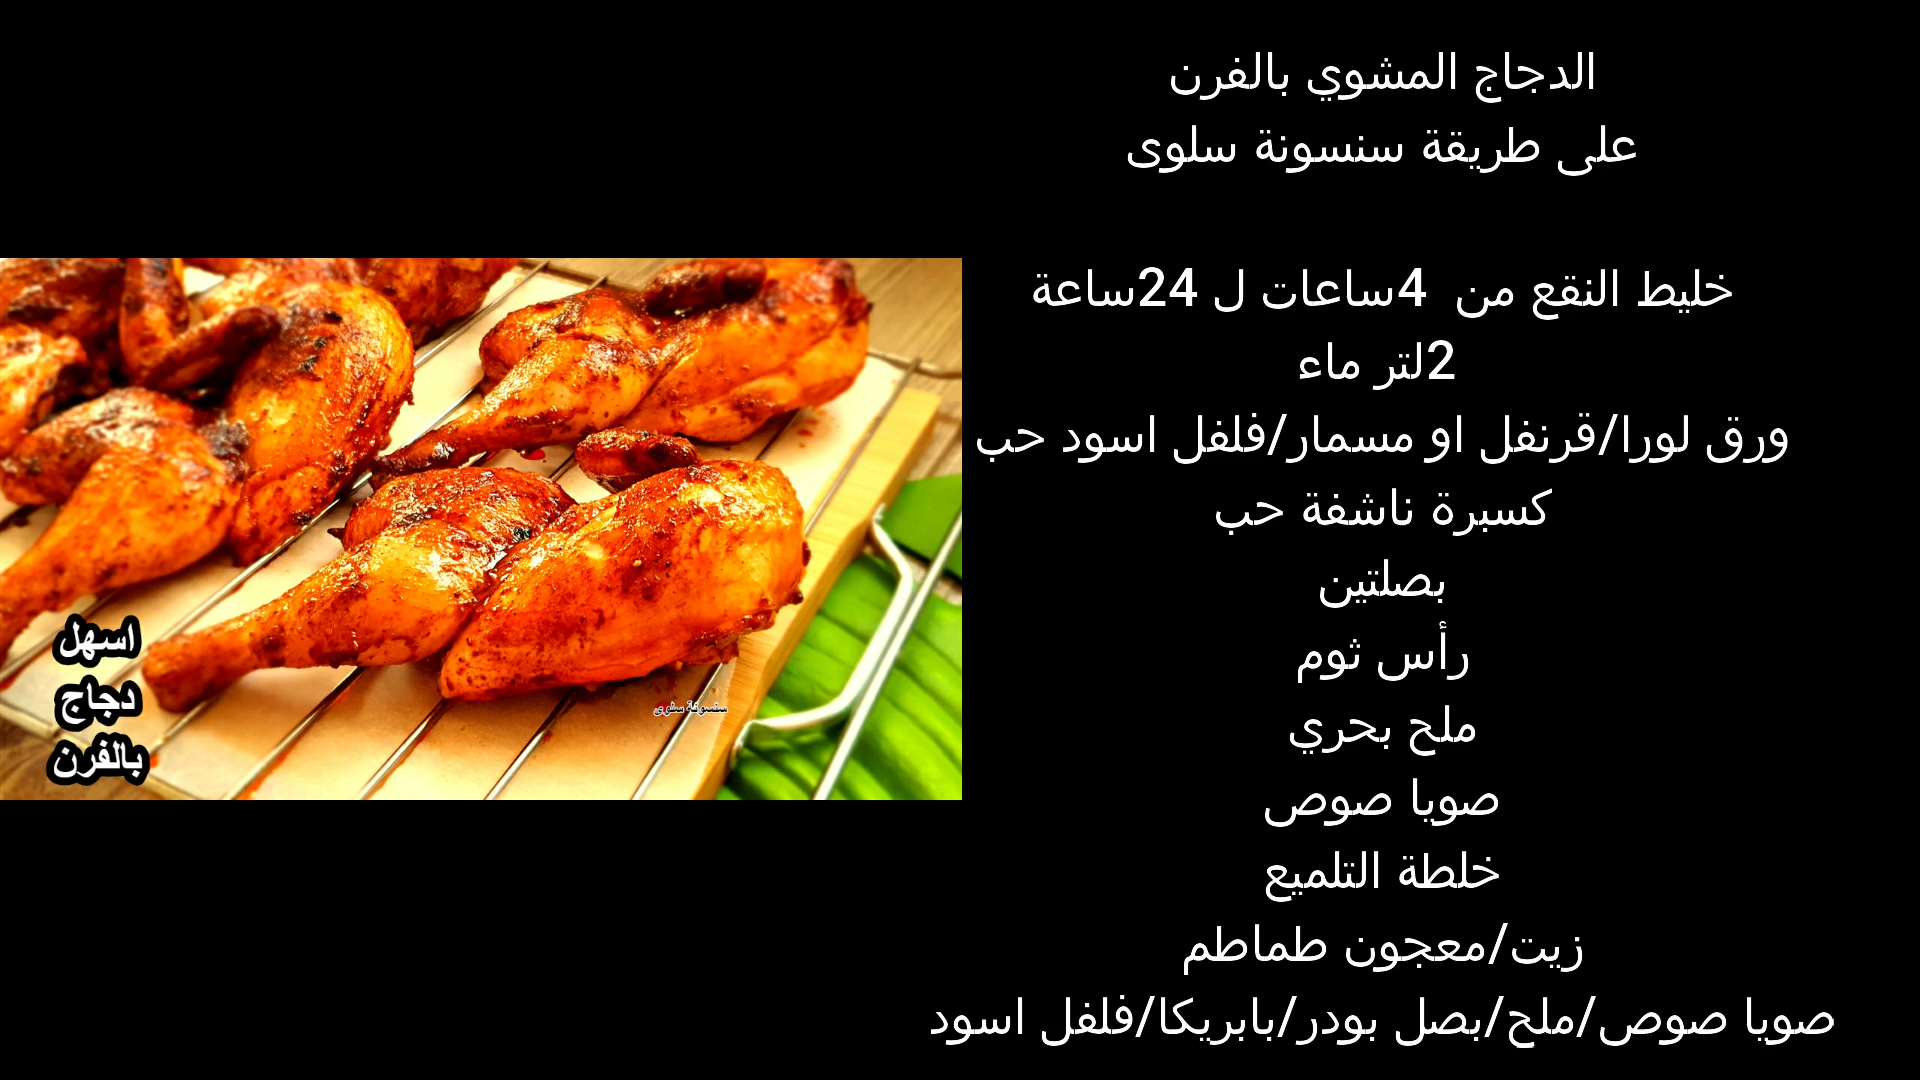 الدجاج المشوي بالفرن
على طريقة سنسونة سلوى
خليط النقع من 4ساعات ل 24ساعة
2لتر ماء
ورق لورا/قرنفل او مسمار/فلفل اسود حب
كسبرة ناشفة حب
بصلتين
رأس ثوم
ملح بحري
صويا صوص
خلطة التلميع
زيت/معجون طماطم
صويا صوص/ملح/بصل بودر/بابريكا/فلفل اسود
اسهل
دجاج
بالفرن
سنسونة سلوى